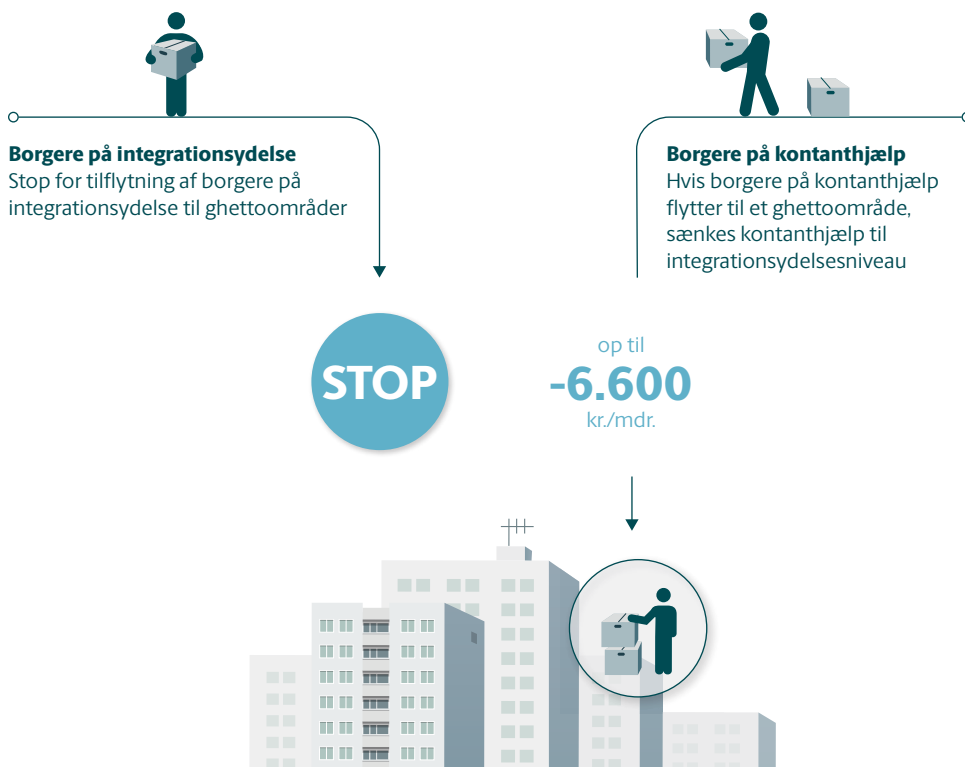 Borgere på integrationsydelse
Stop for tilflytning af borgere på
integrationsydelse til ghettoområder
Borgere på kontanthjælp
Hvis borgere på kontanthjælp
flytter til et ghettoområde,
sænkes kontanthjælp til
integrationsydelsesniveau
STOP
op til
-6.600
kr./mdr.